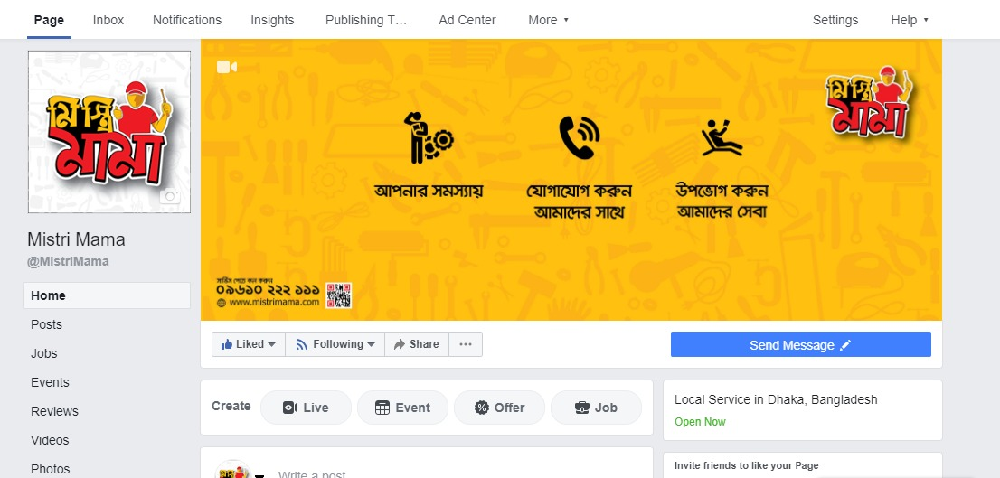 Page Inbox Notifications Insights Publishing T... Ad Center More Settings Help
মিস্ত্রি
মামা
Mistri Mama
@MistriMama
Home
Posts
Jobs
Events
Reviews
Videos
Photos
মিস্ত্রি
মামা
আপনার সমস্যায়
যোগাযোগ করুন
আমাদের সাথে
উপভোগ করুন
আমাদের সেবা
সার্ভিস পেতে কল করুন
০৯৬১০ ২২২ ১১১
www.mistrimama.com
Liked Following Share
Send Message
Create Live Event Offer Job
Write a post
Local Service in Dhaka, Bangladesh
Open Now
Invite friends to like your Page